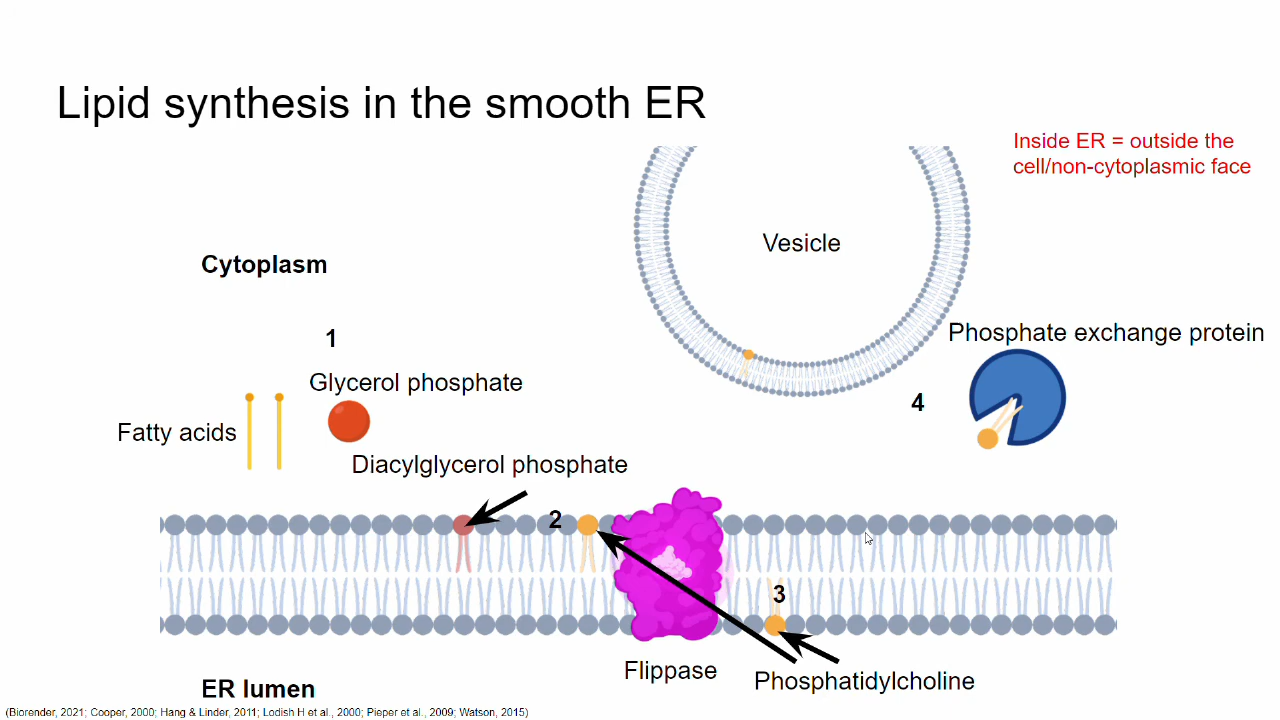 Lipid synthesis in the smooth ER
Inside ER = outside the
cell/non-cytoplasmic face
Vesicle
Cytoplasm
1
Phosphate exchange protein
Glycerol phosphate
4
Fatty acids
Diacylglycerol phosphate
2
3
Flippase
Phosphatidylcholine
ER lumen
(Biorender, 2021; Cooper, 2000; Hang & Linder, 2011; Lodish H et al., 2000; Pieper et al., 2009; Watson, 2015)